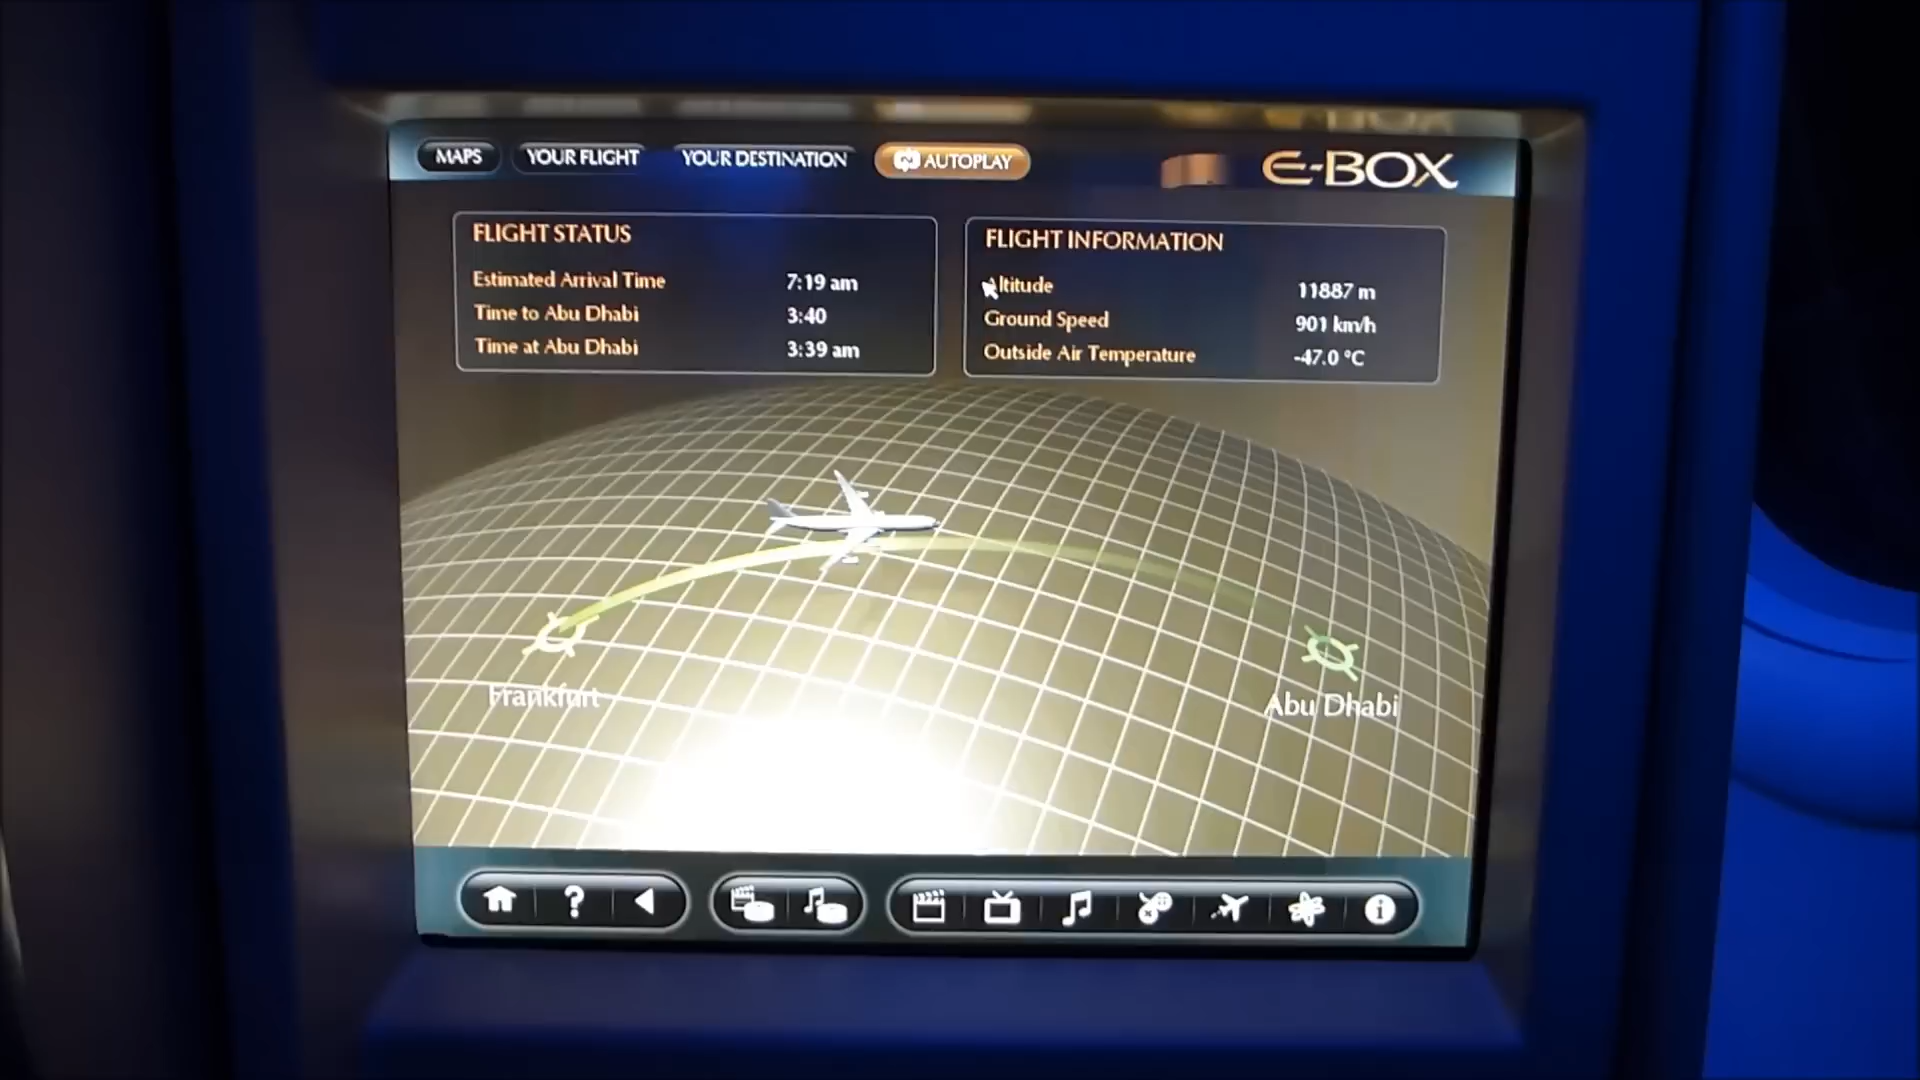 MAPS YOUR FLIGHT YOUR DESTINATION AUTOPLAY E-BOX
FLIGHT STATUS
Estimated Arrival Time 7:19 am
Time to Abu Dhabi 3:40
Time at Abu Dhabi 3:39 am
FLIGHT INFORMATION
Altitude 11887 m
Ground Speed 901 km/h
Outside Air Temperature -47.0 °C
Frankfurt
Abu Dhabi